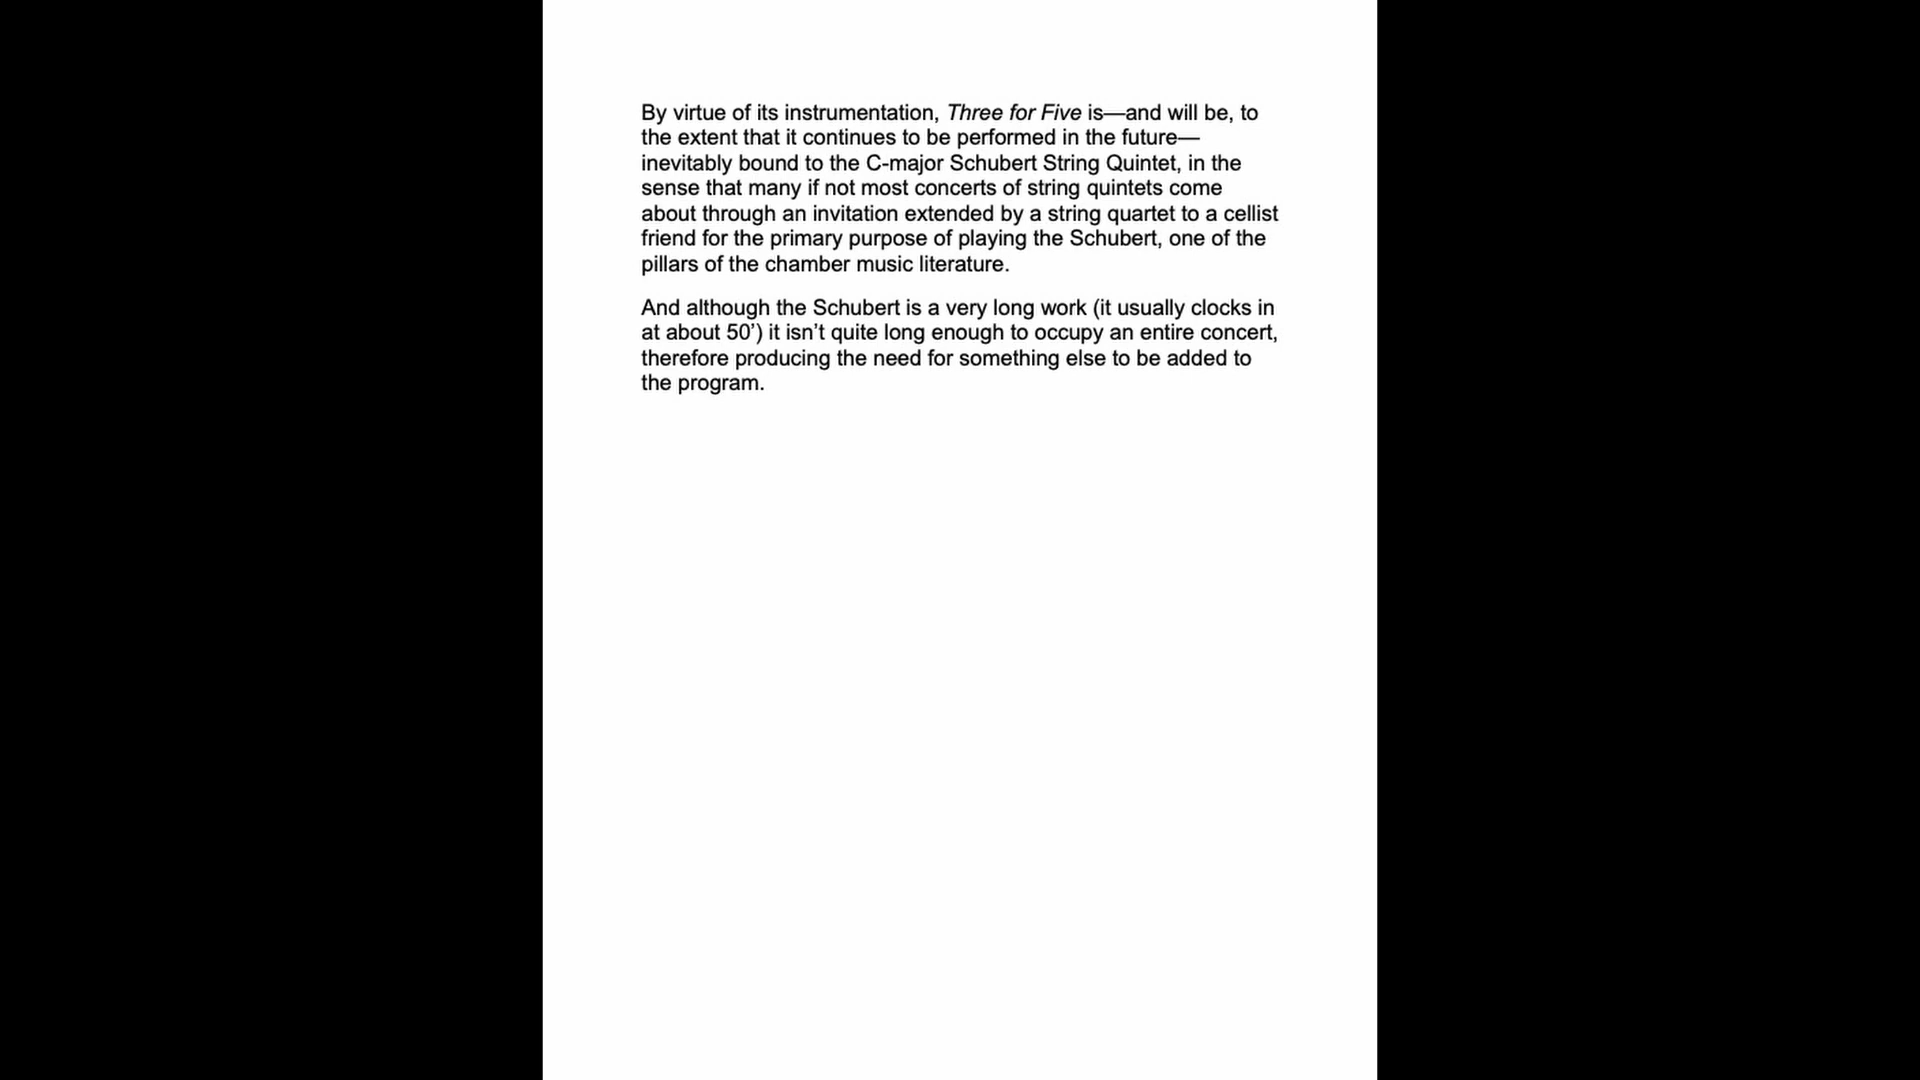 By virtue of its instrumentation, Three for Five is—and will be, to
the extent that it continues to be performed in the future—
inevitably bound to the C-major Schubert String Quintet, in the
sense that many if not most concerts of string quintets come
about through an invitation extended by a string quartet to a cellist
friend for the primary purpose of playing the Schubert, one of the
pillars of the chamber music literature.
And although the Schubert is a very long work (it usually clocks in
at about 50’) it isn’t quite long enough to occupy an entire concert,
therefore producing the need for something else to be added to
the program.